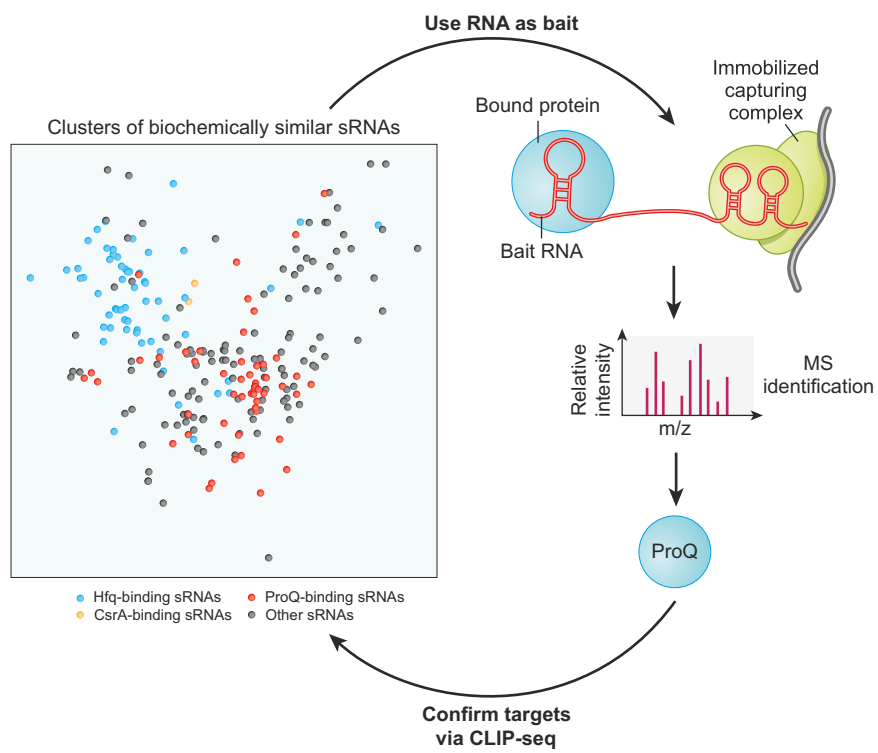 Use RNA as bait
Clusters of biochemically similar sRNAs
Bound protein
Immobilized
capturing
complex
Bait RNA
Relative
intensity
m/z
MS
identification
ProQ
Hfq-binding sRNAs
ProQ-binding sRNAs
CsrA-binding sRNAs
Other sRNAs
Confirm targets
via CLIP-seq